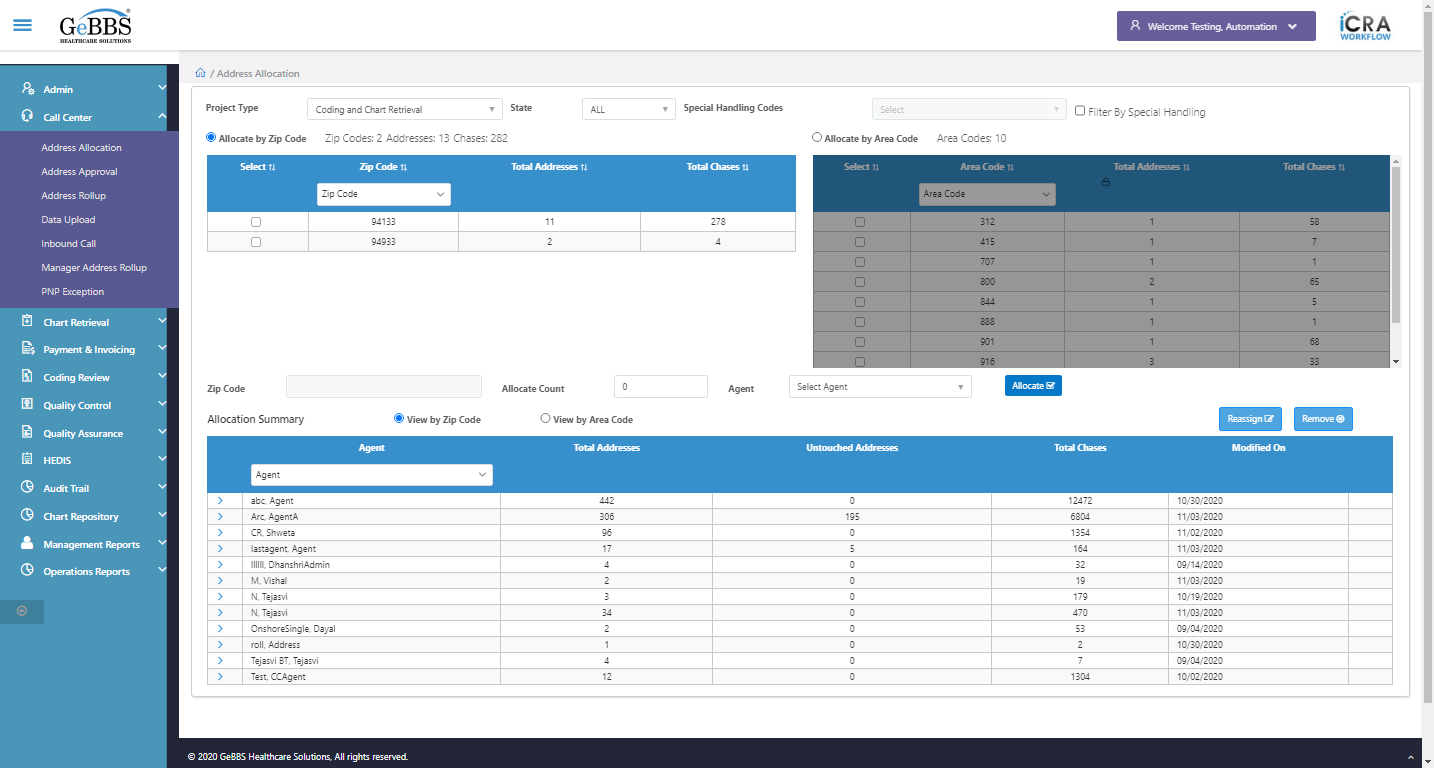 GeBBS
HEALTHCARE SOLUTIONS
Welcome Testing, Automation
iCRA
WORKFLOW
Admin
Call Center
Address Allocation
Address Approval
Address Rollup
Data Upload
Inbound Call
Manager Address Rollup
PNP Exception
Chart Retrieval
Payment & Invoicing
Coding Review
Quality Control
Quality Assurance
HEDIS
Audit Trail
Chart Repository
Management Reports
Operations Reports
/ Address Allocation
Project Type Coding and Chart Retrieval State ALL Special Handling Codes Select Filter By Special Handling
Allocate by Zip Code Zip Codes: 2 Addresses: 13 Chases: 282
Select Zip Code Total Addresses Total Chases
Zip Code
94133 11 278
94933 2 4
Allocate by Area Code Area Codes: 10
Select Area Code Total Addresses Total Chases
Area Code
312 1 58
415 1 7
707 1 1
800 2 65
844 1 5
888 1 1
901 1 68
916 3 33
Zip Code Allocate Count 0 Agent Select Agent Allocate
Allocation Summary View by Zip Code View by Area Code Reassign Remove
Agent Total Addresses Untouched Addresses Total Chases Modified On
Agent
abc, Agent 442 0 12472 10/30/2020
Arc, AgentA 306 195 6804 11/03/2020
CR, Shweta 96 0 1354 11/02/2020
lastagent, Agent 17 5 164 11/03/2020
DhanshriAdmin 4 0 32 09/14/2020
M, Vishal 2 0 19 11/03/2020
N, Tejasvi 3 0 179 10/19/2020
N, Tejasvi 34 0 470 11/03/2020
OnshoreSingle, Dayal 2 0 53 09/04/2020
roll, Address 1 0 2 10/30/2020
Tejasvi BT, Tejasvi 4 0 7 09/04/2020
Test, CCAgent 12 0 1304 10/02/2020
© 2020 GeBBS Healthcare Solutions, All rights reserved.